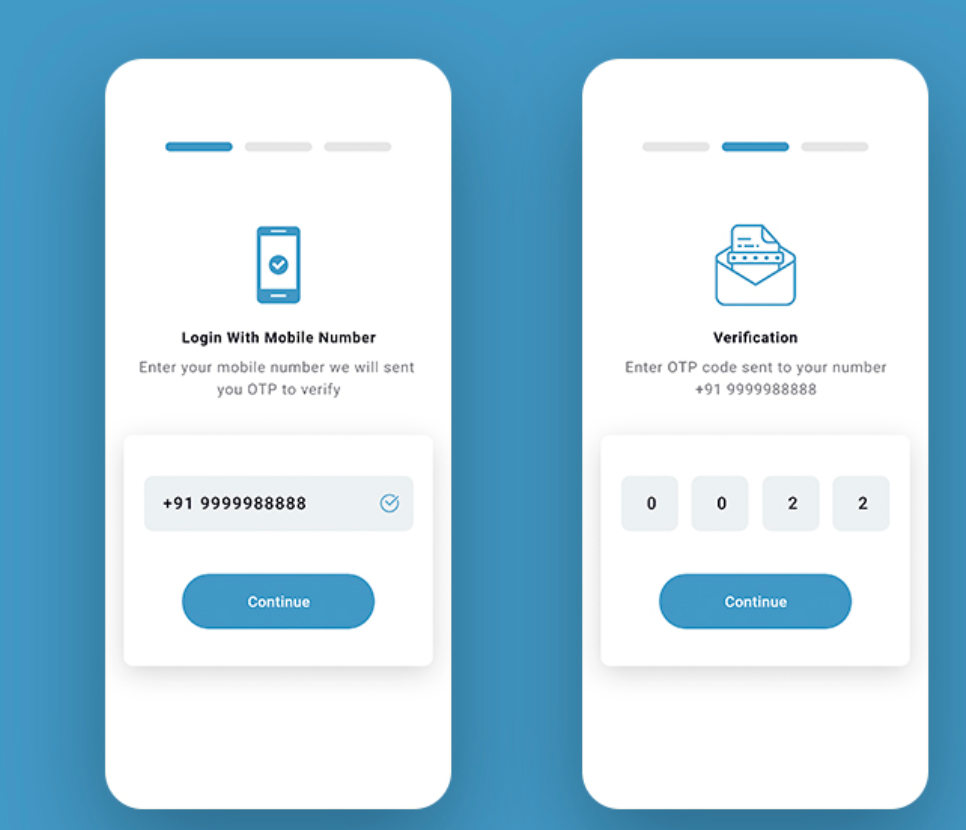 Login With Mobile Number
Enter your mobile number we will sent
you OTP to verify
+91 9999988888
Continue
Verification
Enter OTP code sent to your number
+91 9999988888
0 0 2 2
Continue